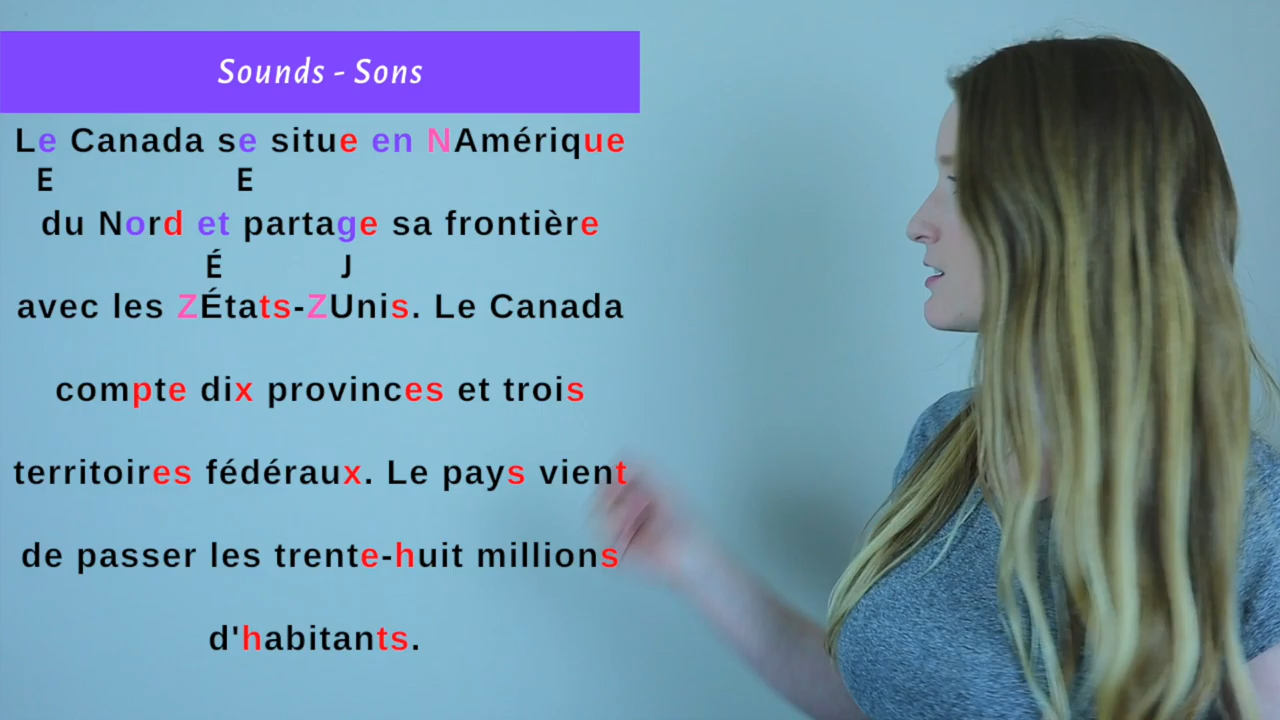 Sounds - Sons
Le Canada se situe en NAmérique
E E
du Nord et partage sa frontière
É J
avec les ZÉtats-ZUnis. Le Canada
compte dix provinces et trois
territoires fédéraux. Le pays vient
de passer les trente-huit millions
d'habitants.